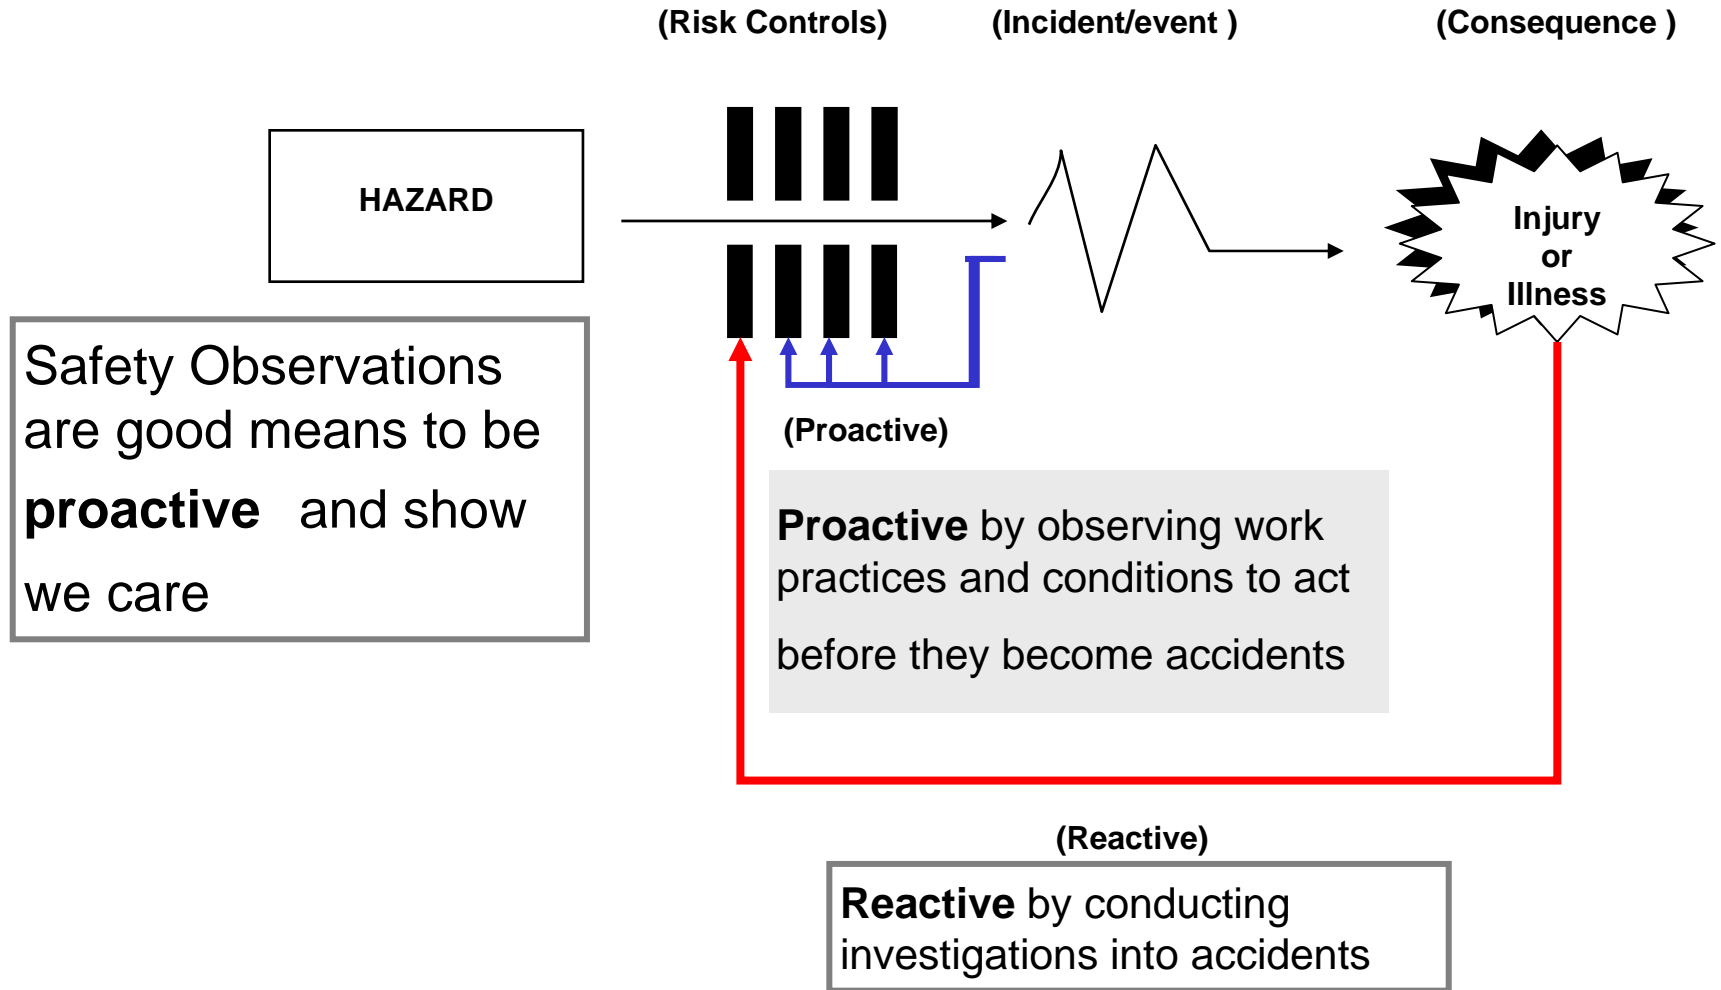 (Risk Controls)
(Incident/event )
(Consequence )
HAZARD
Injury
or
Illness
Safety Observations
are good means to be
proactive and show
we care
(Proactive)
Proactive by observing work
practices and conditions to act
before they become accidents
(Reactive)
Reactive by conducting
investigations into accidents